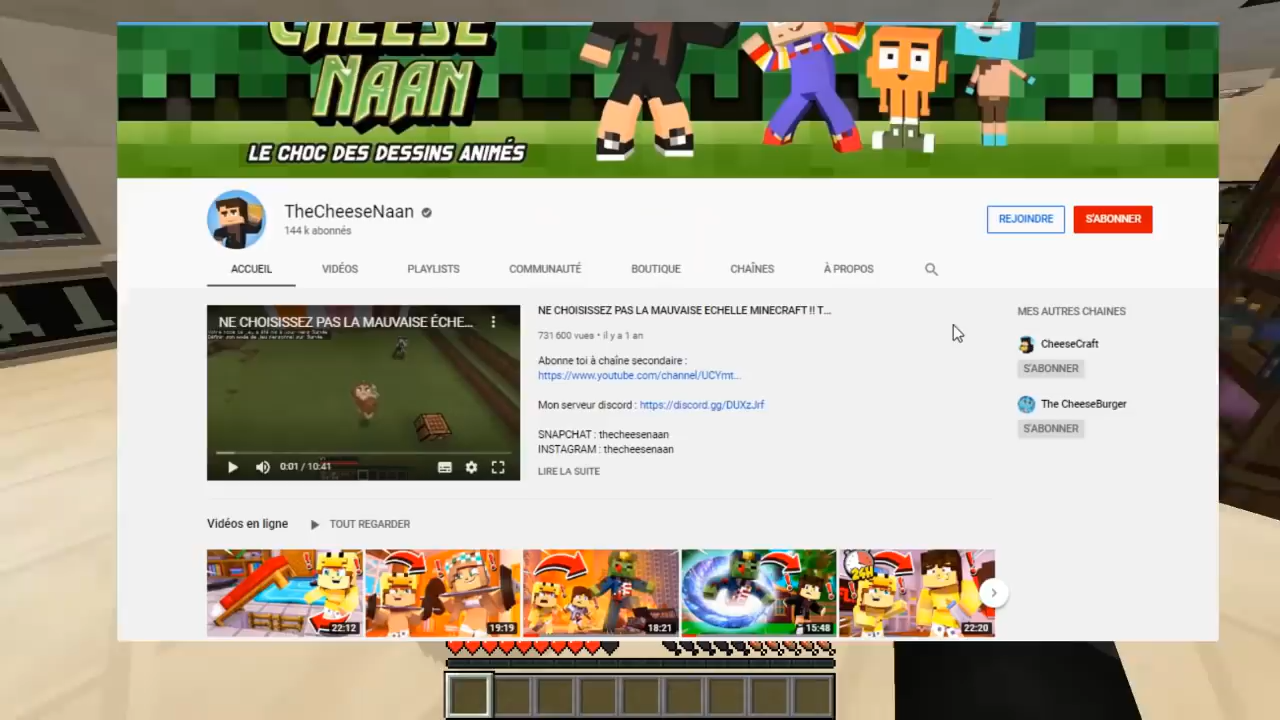 CHEESE
NAAN
LE CHOC DES DESSINS ANIMÉS
TheCheeseNaan
144 k abonnés
REJOINDRE
S'ABONNER
ACCUEIL
VIDÉOS
PLAYLISTS
COMMUNAUTÉ
BOUTIQUE
CHAÎNES
À PROPOS
NE CHOISISSEZ PAS LA MAUVAISE ÉCHE...
0:01 / 10:41
NE CHOISISSEZ PAS LA MAUVAISE ECHELLE MINECRAFT !! T...
731 600 vues • il y a 1 an
Abonne toi à chaîne secondaire :
https://www.youtube.com/channel/UCYmt...
Mon serveur discord : https://discord.gg/DUXzJrf
SNAPCHAT : thecheesenaan
INSTAGRAM : thecheesenaan
LIRE LA SUITE
MES AUTRES CHAINES
CheeseCraft
S'ABONNER
The CheeseBurger
S'ABONNER
Vidéos en ligne
TOUT REGARDER
22:12
19:19
18:21
15:48
24H
22:20